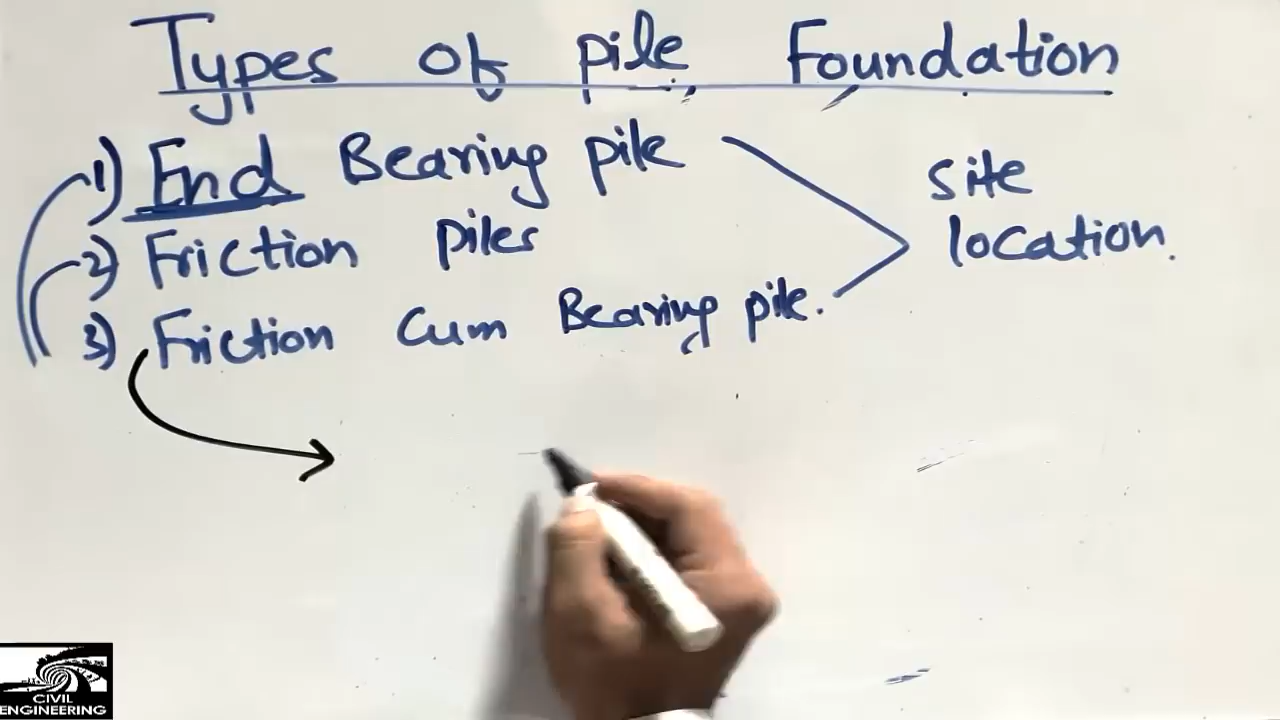 Types of pile Foundation
1) End Bearing pile
2) Friction piles
3) Friction Cum Bearing pile.
site
location.
CIVIL
ENGINEERING